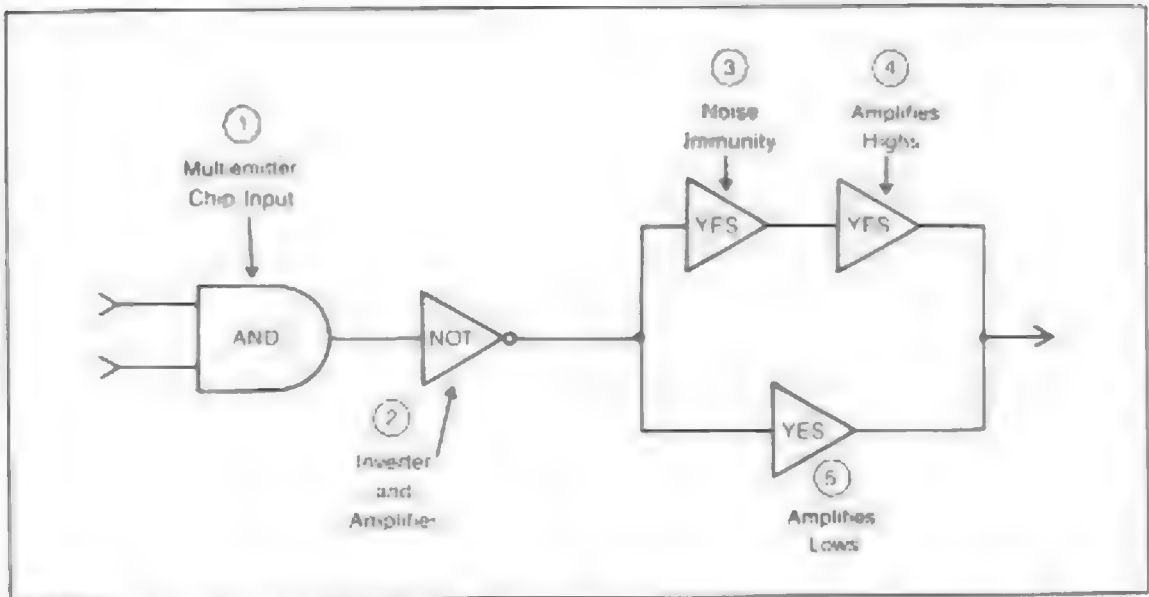 1
Multi-emitter
Chip Input
AND
NOT
2
Inverter
and
Amplifier
3
Noise
Immunity
YES
4
Amplifies
Highs
YES
YES
5
Amplifies
Lows